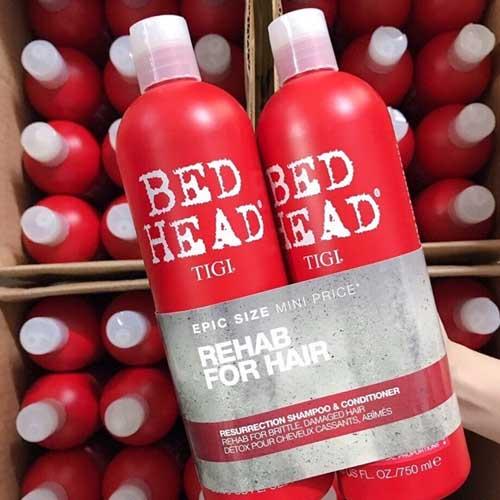 BED
HEAD®
TIGI®
BED
HEAD®
TIGI®
EPIC SIZE MINI PRICE*
REHAB
FOR HAIR
RESURRECTION SHAMPOO & CONDITIONER
REHAB FOR BRITTLE, DAMAGED HAIR
DÉTOX POUR CHEVEUX CASSANTS, ABÎMÉS
FL OZ./750 ml ℮